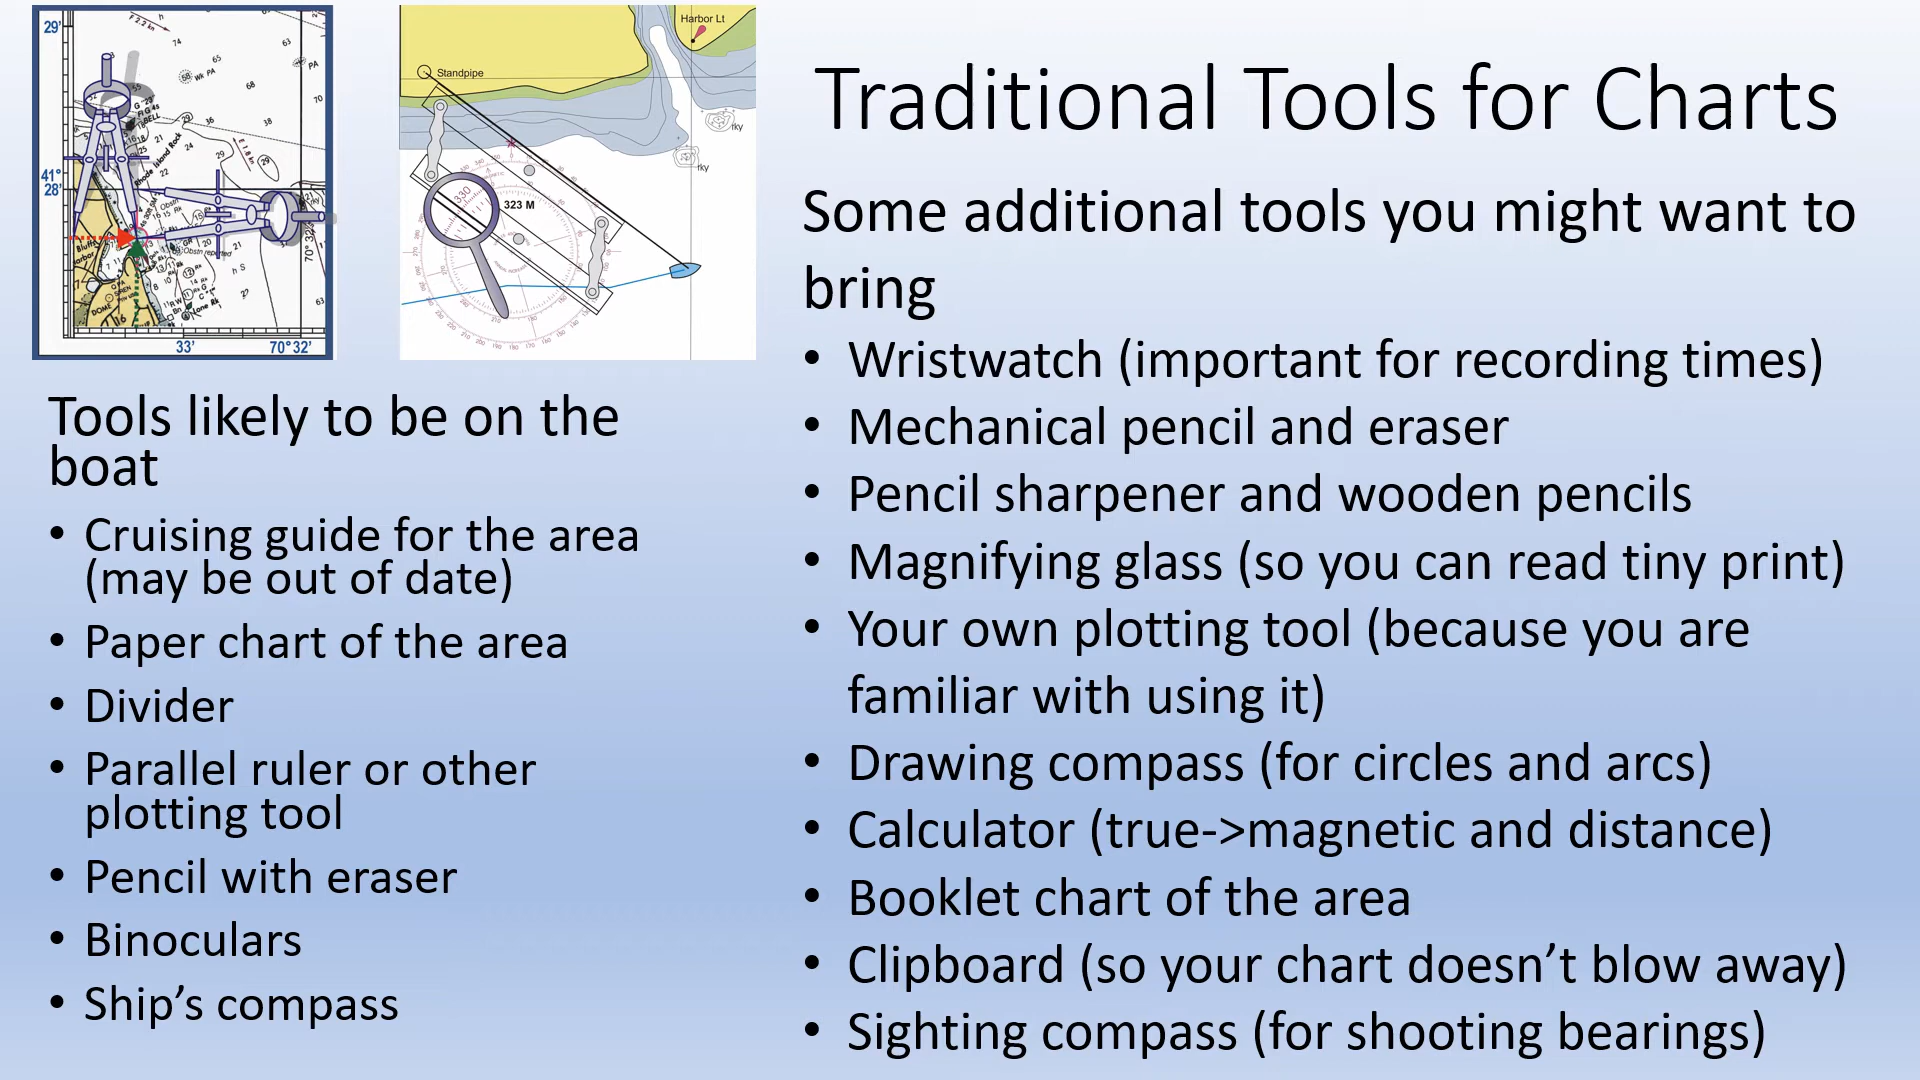 Traditional Tools for Charts
29'
41°
28'
33'
70° 32'
Harbor Lt
Standpipe
rky
rky
323 M
330
Tools likely to be on the
boat
• Cruising guide for the area
(may be out of date)
• Paper chart of the area
• Divider
• Parallel ruler or other
plotting tool
• Pencil with eraser
• Binoculars
• Ship’s compass
Some additional tools you might want to
bring
• Wristwatch (important for recording times)
• Mechanical pencil and eraser
• Pencil sharpener and wooden pencils
• Magnifying glass (so you can read tiny print)
• Your own plotting tool (because you are
familiar with using it)
• Drawing compass (for circles and arcs)
• Calculator (true->magnetic and distance)
• Booklet chart of the area
• Clipboard (so your chart doesn’t blow away)
• Sighting compass (for shooting bearings)